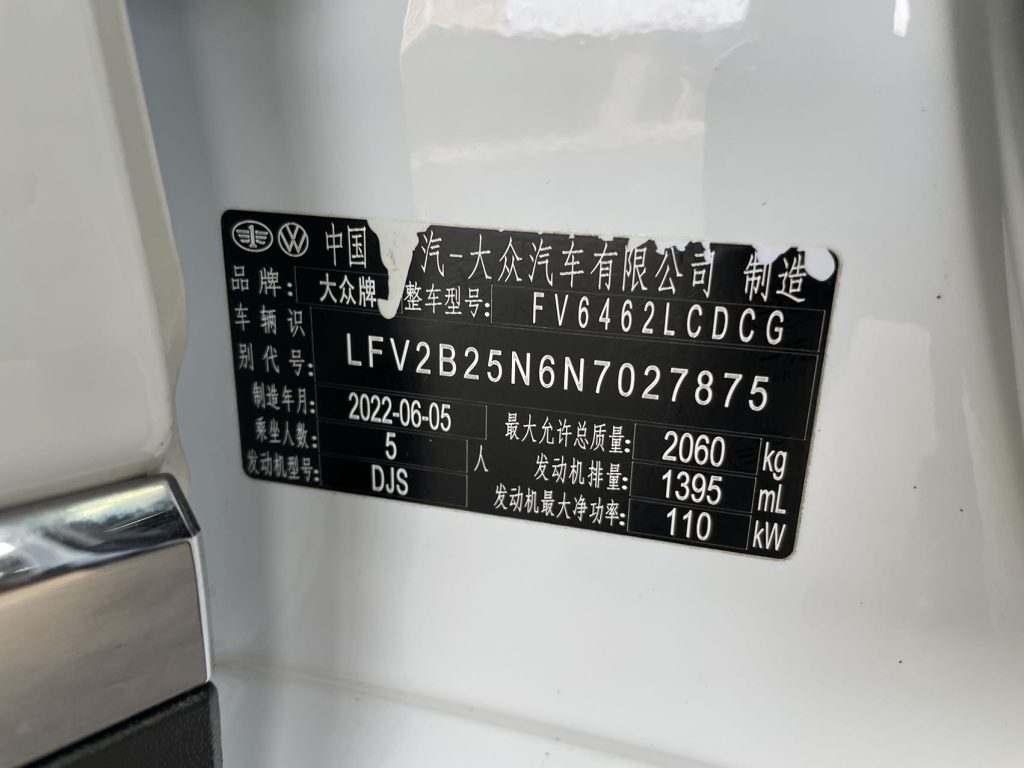 中国 汽-大众汽车有限公司 制造
品牌: 大众牌 整车型号: FV6462LCDCG
车辆识别代号: LFV2B25N6N7027875
制造年月: 2022-06-05 最大允许总质量: 2060 kg
乘坐人数: 5 人 发动机排量: 1395 mL
发动机型号: DJS 发动机最大净功率: 110 kW